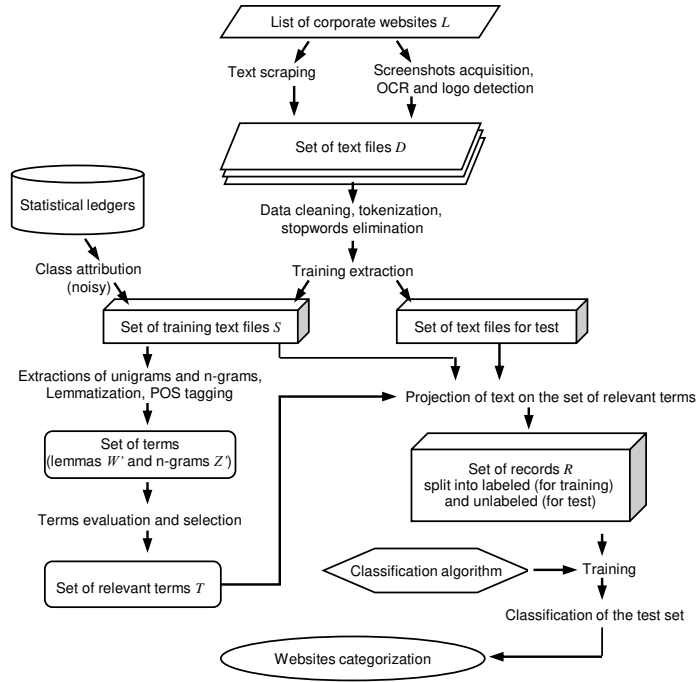 List of corporate websites L
Text scraping
Screenshots acquisition,
OCR and logo detection
Set of text files D
Statistical ledgers
Data cleaning, tokenization,
stopwords elimination
Class attribution
(noisy)
Training extraction
Set of training text files S
Set of text files for test
Extractions of unigrams and n-grams,
Lemmatization, POS tagging
Projection of text on the set of relevant terms
Set of terms
(lemmas W' and n-grams Z')
Set of records R
split into labeled (for training)
and unlabeled (for test)
Terms evaluation and selection
Set of relevant terms T
Classification algorithm
Training
Classification of the test set
Websites categorization